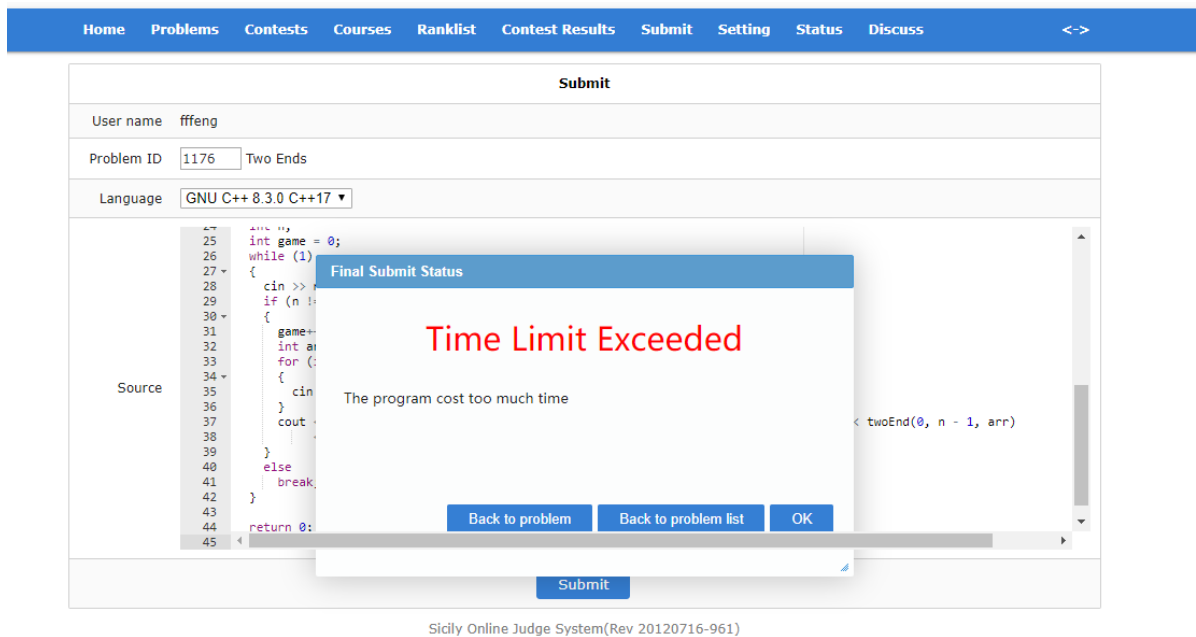 Home Problems Contests Courses Ranklist Contest Results Submit Setting Status Discuss <->
Submit
User name fffeng
Problem ID 1176 Two Ends
Language GNU C++ 8.3.0 C++17
Source
25 int game = 0;
26 while (1)
27 {
28 cin >>
29 if (n !=
30 {
31 game++
32 int
33 for
34 {
35 cin
36 }
37 cout < twoEnd(0, n - 1, arr)
38
39 }
40 else
41 break;
42 }
43
44 return 0;
45
Final Submit Status
Time Limit Exceeded
The program cost too much time
Back to problem Back to problem list OK
Submit
Sicily Online Judge System(Rev 20120716-961)